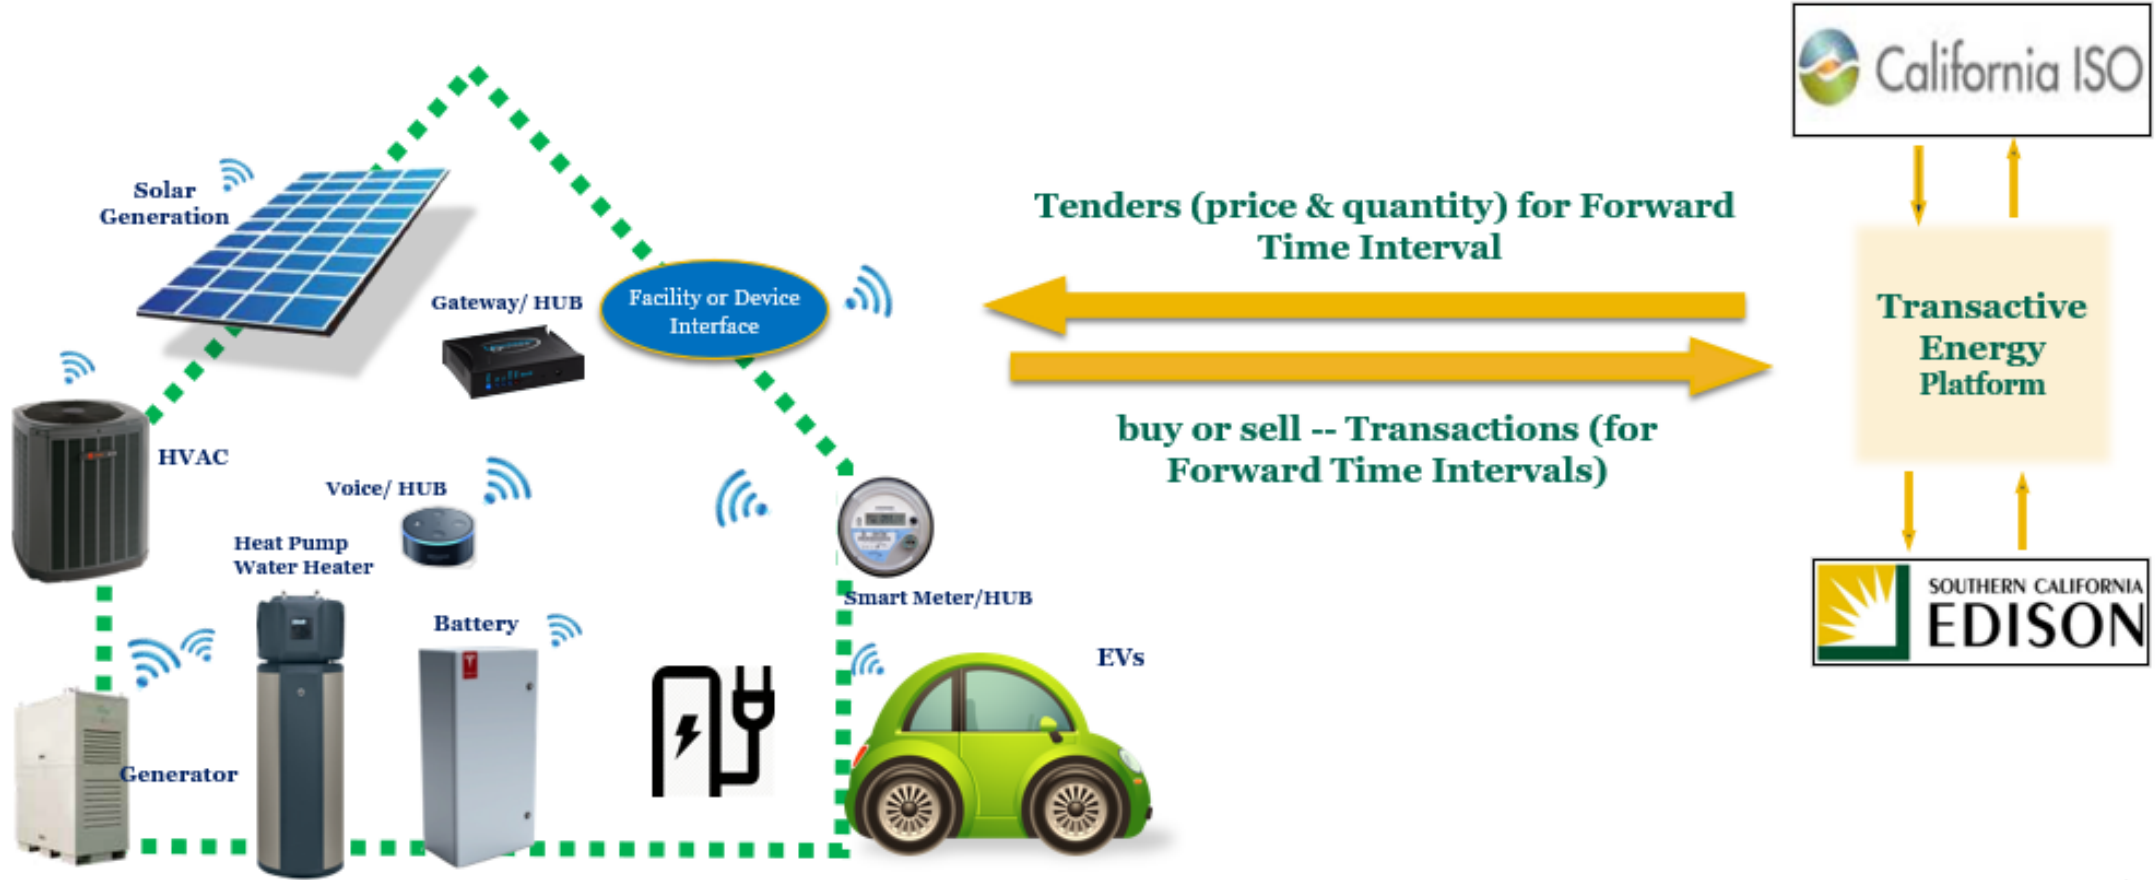 California ISO
Solar
Generation
Tenders (price & quantity) for Forward
Time Interval
Gateway/ HUB
Facility or Device
Interface
Transactive
Energy
Platform
buy or sell -- Transactions (for
Forward Time Intervals)
HVAC
Voice/ HUB
Heat Pump
Water Heater
Smart Meter/HUB
SOUTHERN CALIFORNIA
EDISON
Battery
EVs
Generator